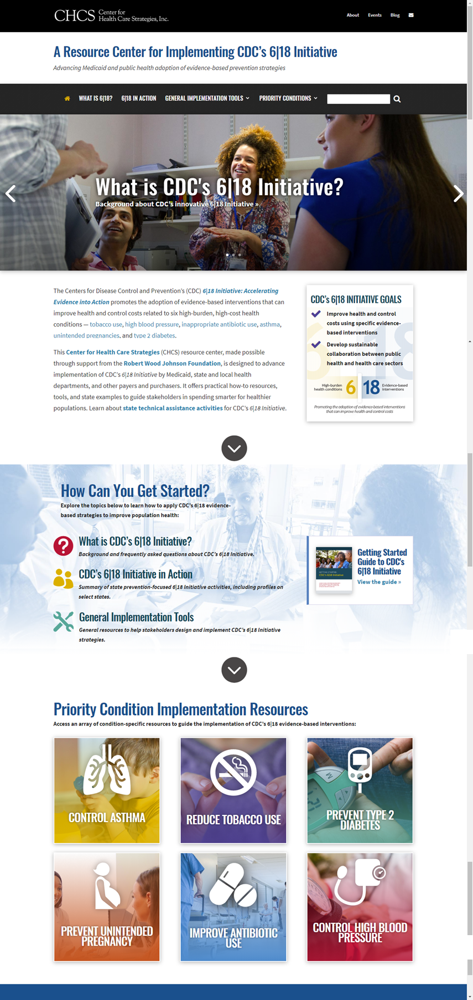 CHCS Center for
Health Care Strategies, Inc.
About Events Blog
A Resource Center for Implementing CDC's 6|18 Initiative
Advancing Medicaid and public health adoption of evidence-based prevention strategies
WHAT IS 6|18? 6|18 IN ACTION GENERAL IMPLEMENTATION TOOLS PRIORITY CONDITIONS
What is CDC's 6|18 Initiative?
Background about CDC's innovative 6|18 Initiative »
The Centers for Disease Control and Prevention's (CDC) 6|18 Initiative: Accelerating
Evidence into Action promotes the adoption of evidence-based interventions that can
improve health and control costs related to six high-burden, high-cost health
conditions — tobacco use, high blood pressure, inappropriate antibiotic use, asthma,
unintended pregnancies, and type 2 diabetes.
This Center for Health Care Strategies (CHCS) resource center, made possible
through support from the Robert Wood Johnson Foundation, is designed to advance
implementation of CDC's 6|18 Initiative by Medicaid, state and local health
departments, and other payers and purchasers. It offers practical how-to resources,
tools, and state examples to guide stakeholders in spending smarter for healthier
populations. Learn about state technical assistance activities for CDC's 6|18 Initiative.
CDC's 6|18 INITIATIVE GOALS
Improve health and control
costs using specific evidence-
based interventions
Develop sustainable
collaboration between public
health and health care sectors
High-burden
health conditions
6 18
Evidence-based
interventions
Promoting the adoption of evidence-based interventions
that can improve health and control costs
How Can You Get Started?
Explore the topics below to learn how to apply CDC's 6|18 evidence-
based strategies to improve population health:
What is CDC's 6|18 Initiative?
Background and frequently asked questions about CDC's 6|18 Initiative.
CDC's 6|18 Initiative in Action
Summary of state prevention-focused 6|18 Initiative activities, including profiles on
select states.
General Implementation Tools
General resources to help stakeholders design and implement CDC's 6|18 Initiative
strategies.
GETTING STARTED
CDC's 6|18 Initiative
Getting Started
Guide to CDC's
6|18 Initiative
View the guide »
Priority Condition Implementation Resources
Access an array of condition-specific resources to guide the implementation of CDC's 6|18 evidence-based interventions:
CONTROL ASTHMA
REDUCE TOBACCO USE
PREVENT TYPE 2
DIABETES
PREVENT UNINTENDED
PREGNANCY
IMPROVE ANTIBIOTIC
USE
CONTROL HIGH BLOOD
PRESSURE